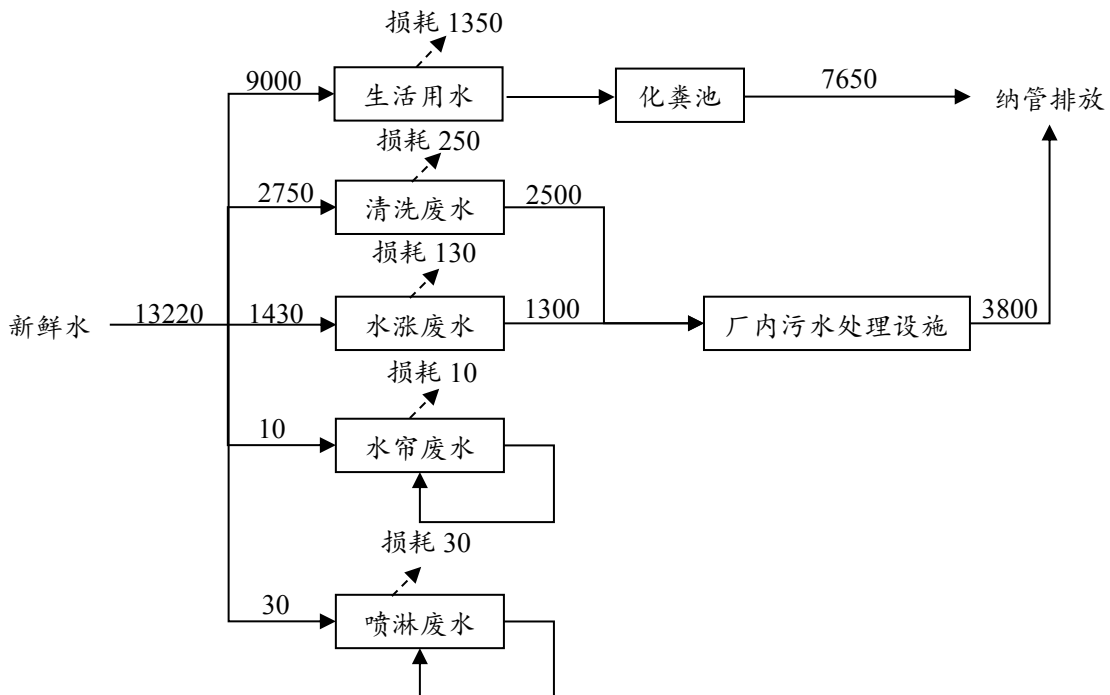 损耗 1350
9000
生活用水
化粪池
7650
纳管排放
损耗 250
2750
清洗废水
2500
损耗 130
新鲜水
13220
1430
水涨废水
1300
厂内污水处理设施
3800
损耗 10
10
水帘废水
损耗 30
30
喷淋废水